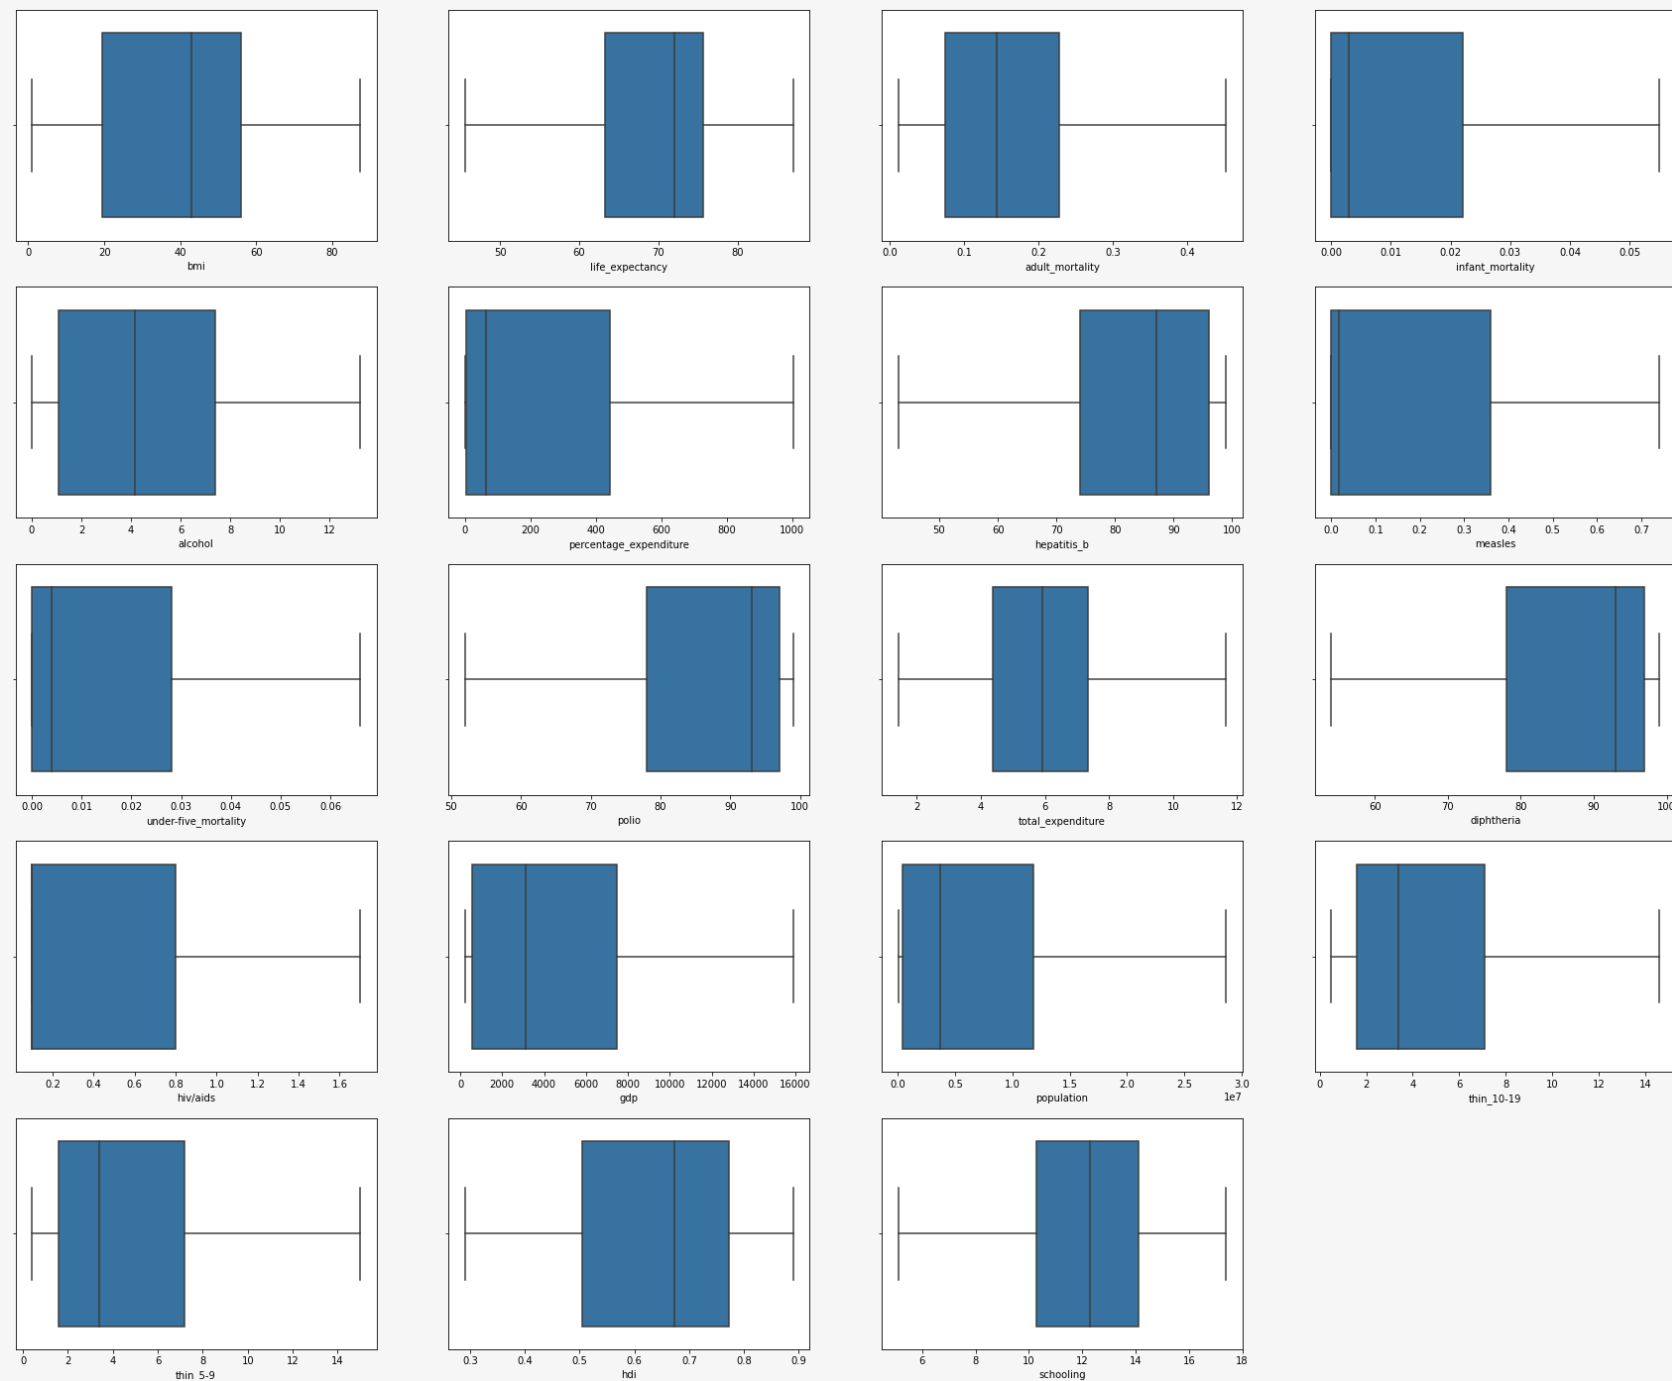 0 20 40 60 80
bmi
50 60 70 80
life_expectancy
0.0 0.1 0.2 0.3 0.4
adult_mortality
0.00 0.01 0.02 0.03 0.04 0.05
infant_mortality
0 2 4 6 8 10 12
alcohol
0 200 400 600 800 1000
percentage_expenditure
50 60 70 80 90 100
hepatitis_b
0.0 0.1 0.2 0.3 0.4 0.5 0.6 0.7
measles
0.00 0.01 0.02 0.03 0.04 0.05 0.06
under-five_mortality
50 60 70 80 90 100
polio
2 4 6 8 10 12
total_expenditure
60 70 80 90 100
diphtheria
0.2 0.4 0.6 0.8 1.0 1.2 1.4 1.6
hiv/aids
0 2000 4000 6000 8000 10000 12000 14000 16000
gdp
0.0 0.5 1.0 1.5 2.0 2.5 3.0
population 1e7
0 2 4 6 8 10 12 14
thin_10-19
0 2 4 6 8 10 12 14
thin_5-9
0.3 0.4 0.5 0.6 0.7 0.8 0.9
hdi
6 8 10 12 14 16 18
schooling